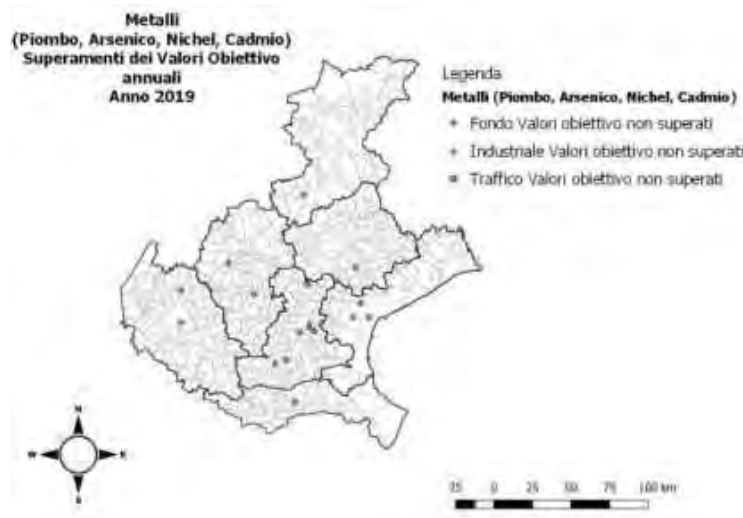 Metalli
(Piombo, Arsenico, Nichel, Cadmio)
Superamenti dei Valori Obiettivo
annuali
Anno 2019
Legenda
Metalli (Piombo, Arsenico, Nichel, Cadmio)
Fondo Valori obiettivo non superati
Industriale Valori obiettivo non superati
Traffico Valori obiettivo non superati
N
W E
S
25 0 25 50 75 100 km